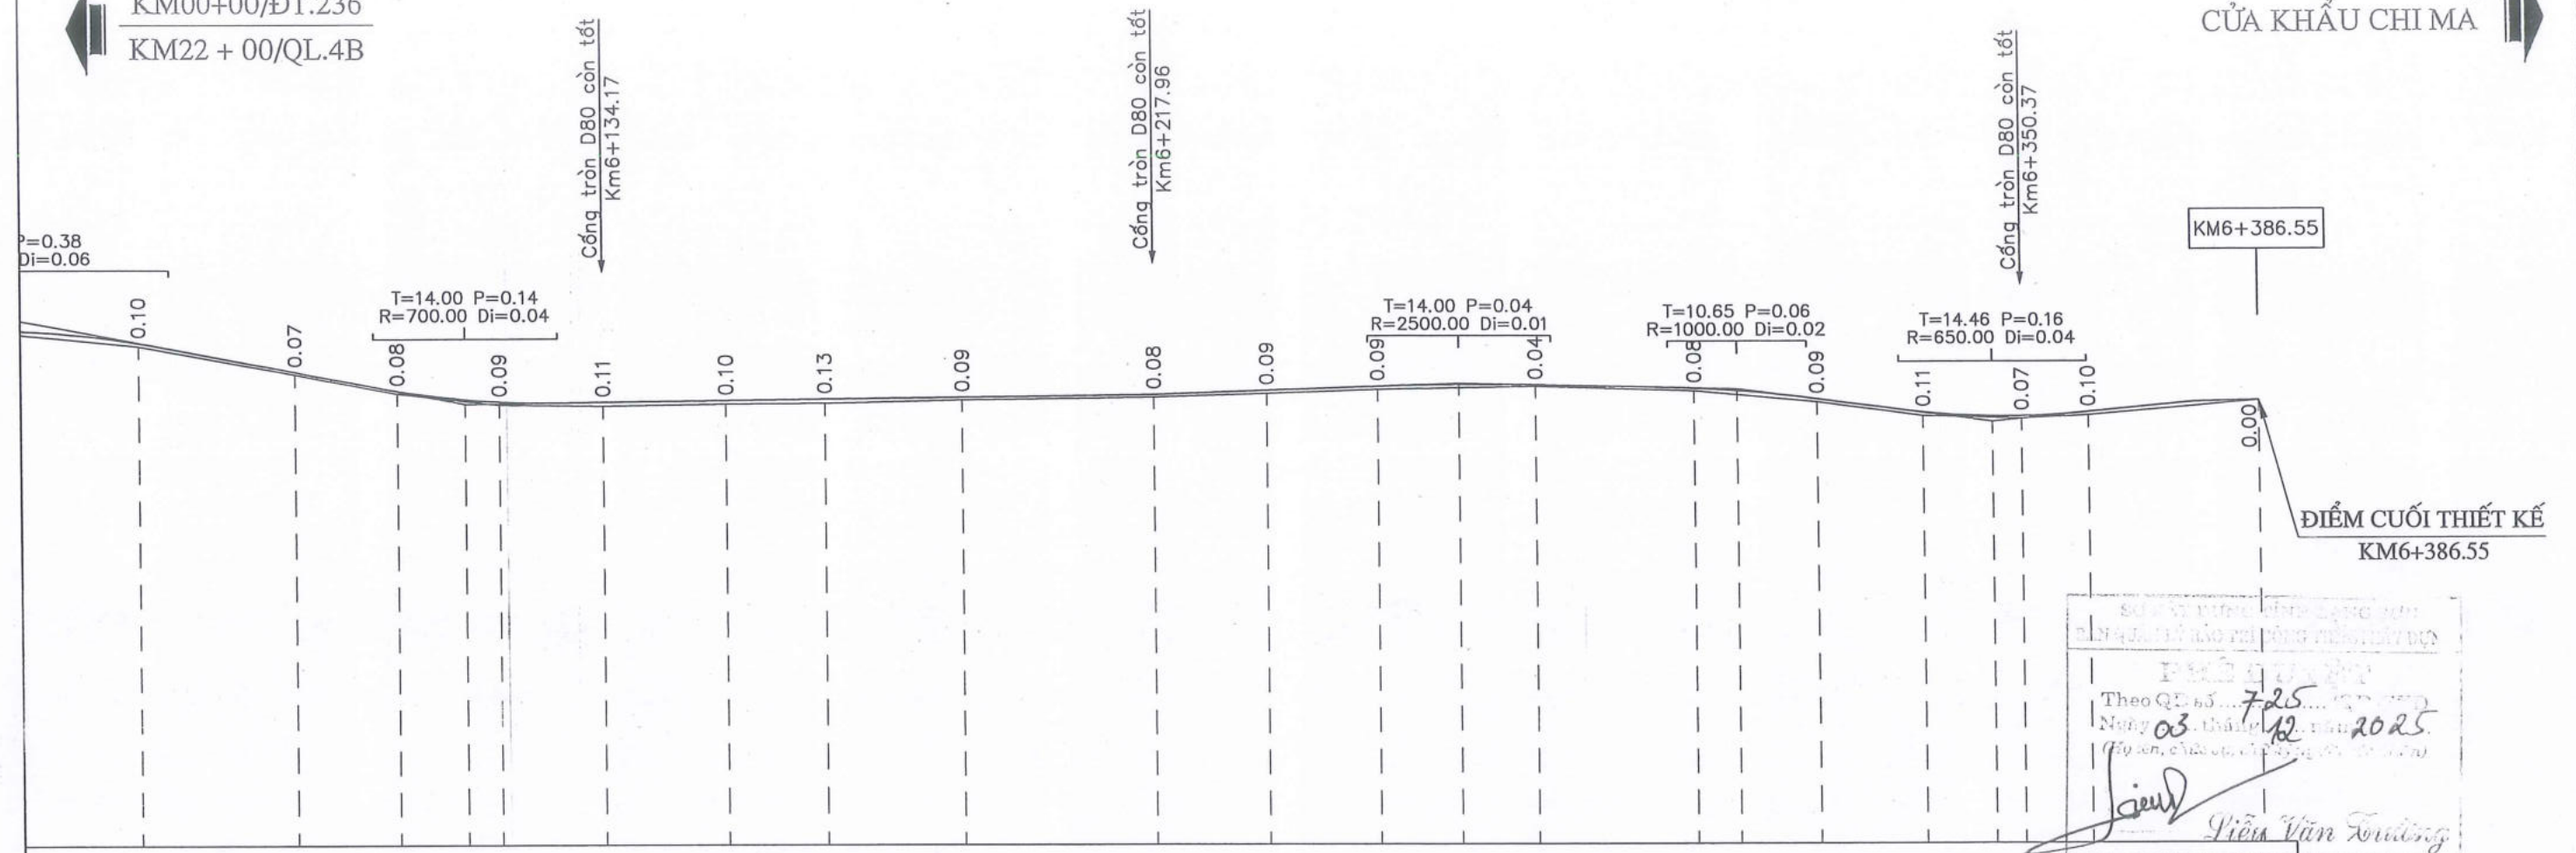 KM00+00/ĐT.236
KM22 + 00/QL.4B
CỬA KHẨU CHI MA
Cống tròn D80 còn tốt
Km6+134.17
Cống tròn D80 còn tốt
Km6+217.96
Cống tròn D80 còn tốt
Km6+350.37
KM6+386.55
P=0.38
Di=0.06
T=14.00 P=0.14
R=700.00 Di=0.04
T=14.00 P=0.04
R=2500.00 Di=0.01
T=10.65 P=0.06
R=1000.00 Di=0.02
T=14.46 P=0.16
R=650.00 Di=0.04
0.10
0.07
0.08
0.09
0.11
0.10
0.13
0.09
0.08
0.09
0.09
0.04
0.08
0.09
0.11
0.07
0.10
0.00
ĐIỂM CUỐI THIẾT KẾ
KM6+386.55
PHÊ DUYỆT
Theo QĐ số 725
Ngày 03 tháng 12 năm 2025
Liễu Văn Trường